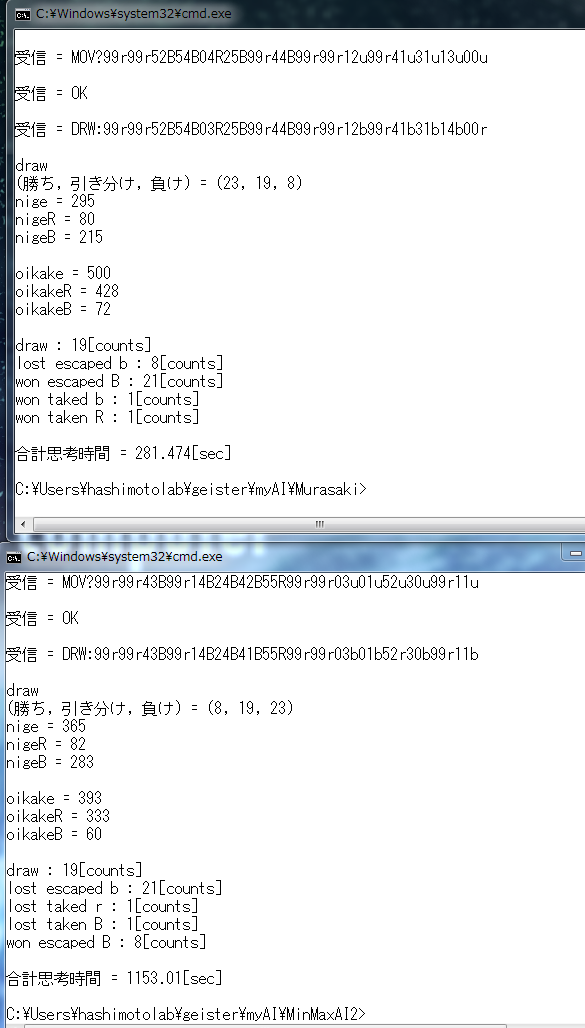 C:¥Windows¥system32¥cmd.exe
受信 = MOV?99r99r52B54B04R25B99r44B99r99r12u99r41u31u13u00u
受信 = OK
受信 = DRW:99r99r52B54B03R25B99r44B99r99r12b99r41b31b14b00r
draw
(勝ち, 引き分け, 負け) = (23, 19, 8)
nige = 295
nigeR = 80
nigeB = 215
oikake = 500
oikakeR = 428
oikakeB = 72
draw : 19[counts]
lost escaped b : 8[counts]
won escaped B : 21[counts]
won taked b : 1[counts]
won taken R : 1[counts]
合計思考時間 = 281.474[sec]
C:¥Users¥hashimotolab¥geister¥myAI¥Murasaki>
C:¥Windows¥system32¥cmd.exe
受信 = MOV?99r99r43B99r14B24B42B55R99r99r03u01u52u30u99r11u
受信 = OK
受信 = DRW:99r99r43B99r14B24B41B55R99r99r03b01b52r30b99r11b
draw
(勝ち, 引き分け, 負け) = (8, 19, 23)
nige = 365
nigeR = 82
nigeB = 283
oikake = 393
oikakeR = 333
oikakeB = 60
draw : 19[counts]
lost escaped b : 21[counts]
lost taked r : 1[counts]
lost taken B : 1[counts]
won escaped B : 8[counts]
合計思考時間 = 1153.01[sec]
C:¥Users¥hashimotolab¥geister¥myAI¥MinMaxAI2>